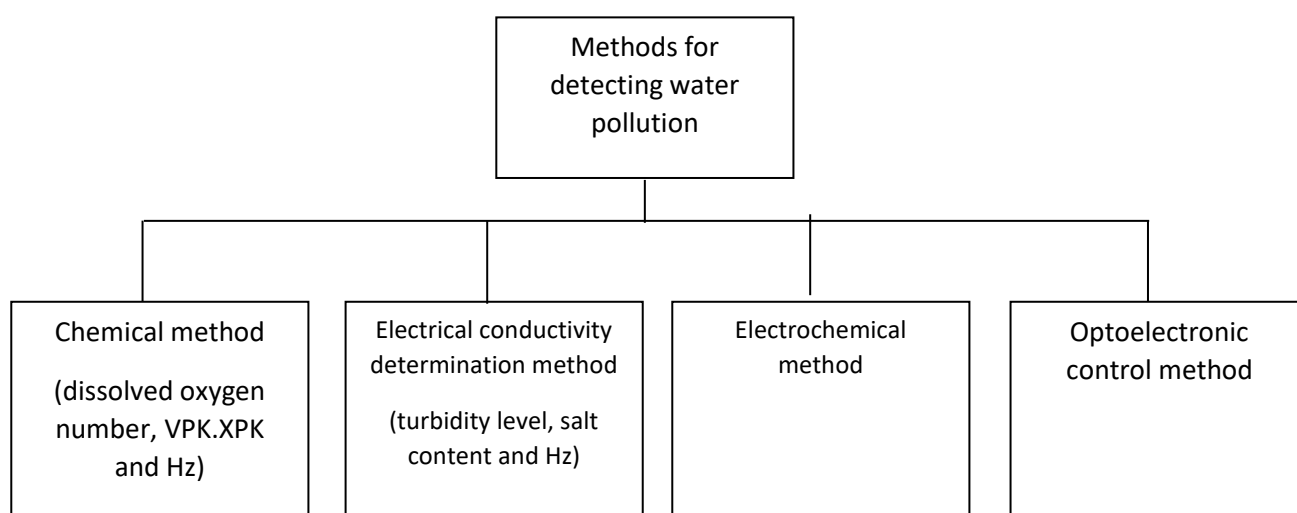 Methods for
detecting water
pollution
Chemical method
(dissolved oxygen
number, VPK.XPK
and Hz)
Electrical conductivity
determination method
(turbidity level, salt
content and Hz)
Electrochemical
method
Optoelectronic
control method